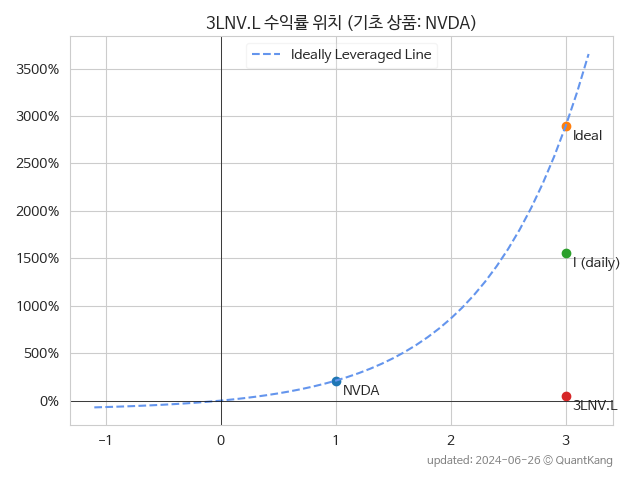 3LNV.L 수익률 위치 (기초 상품: NVDA)
Ideally Leveraged Line
3500%
3000%
2500%
2000%
1500%
1000%
500%
0%
Ideal
I (daily)
NVDA
3LNV.L
−1
0
1
2
3
updated: 2024-06-26 © QuantKang